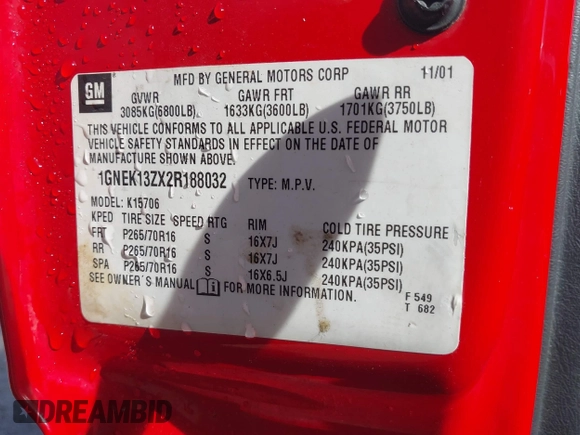 GM
MFD BY GENERAL MOTORS CORP 11/01
GVWR GAWR FRT GAWR RR
3085KG(6800LB) 1633KG(3600LB) 1701KG(3750LB)
THIS VEHICLE CONFORMS TO ALL APPLICABLE U.S. FEDERAL MOTOR
VEHICLE SAFETY STANDARDS IN EFFECT ON THE DATE OF
MANUFACTURE SHOWN ABOVE.
1GNEK13ZX2R188032 TYPE: M.P.V.
MODEL: K15706
KPED TIRE SIZE SPEED RTG RIM COLD TIRE PRESSURE
FRT P265/70R16 S 16X7J 240KPA(35PSI)
RR P265/70R16 S 16X7J 240KPA(35PSI)
SPA P265/70R16 S 16X6.5J 240KPA(35PSI)
SEE OWNER'S MANUAL FOR MORE INFORMATION.
F 549
T 682
DREAMBID